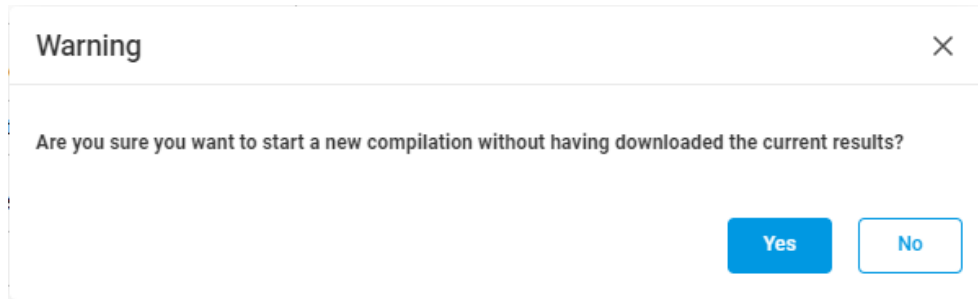 Warning
Are you sure you want to start a new compilation without having downloaded the current results?
Yes No